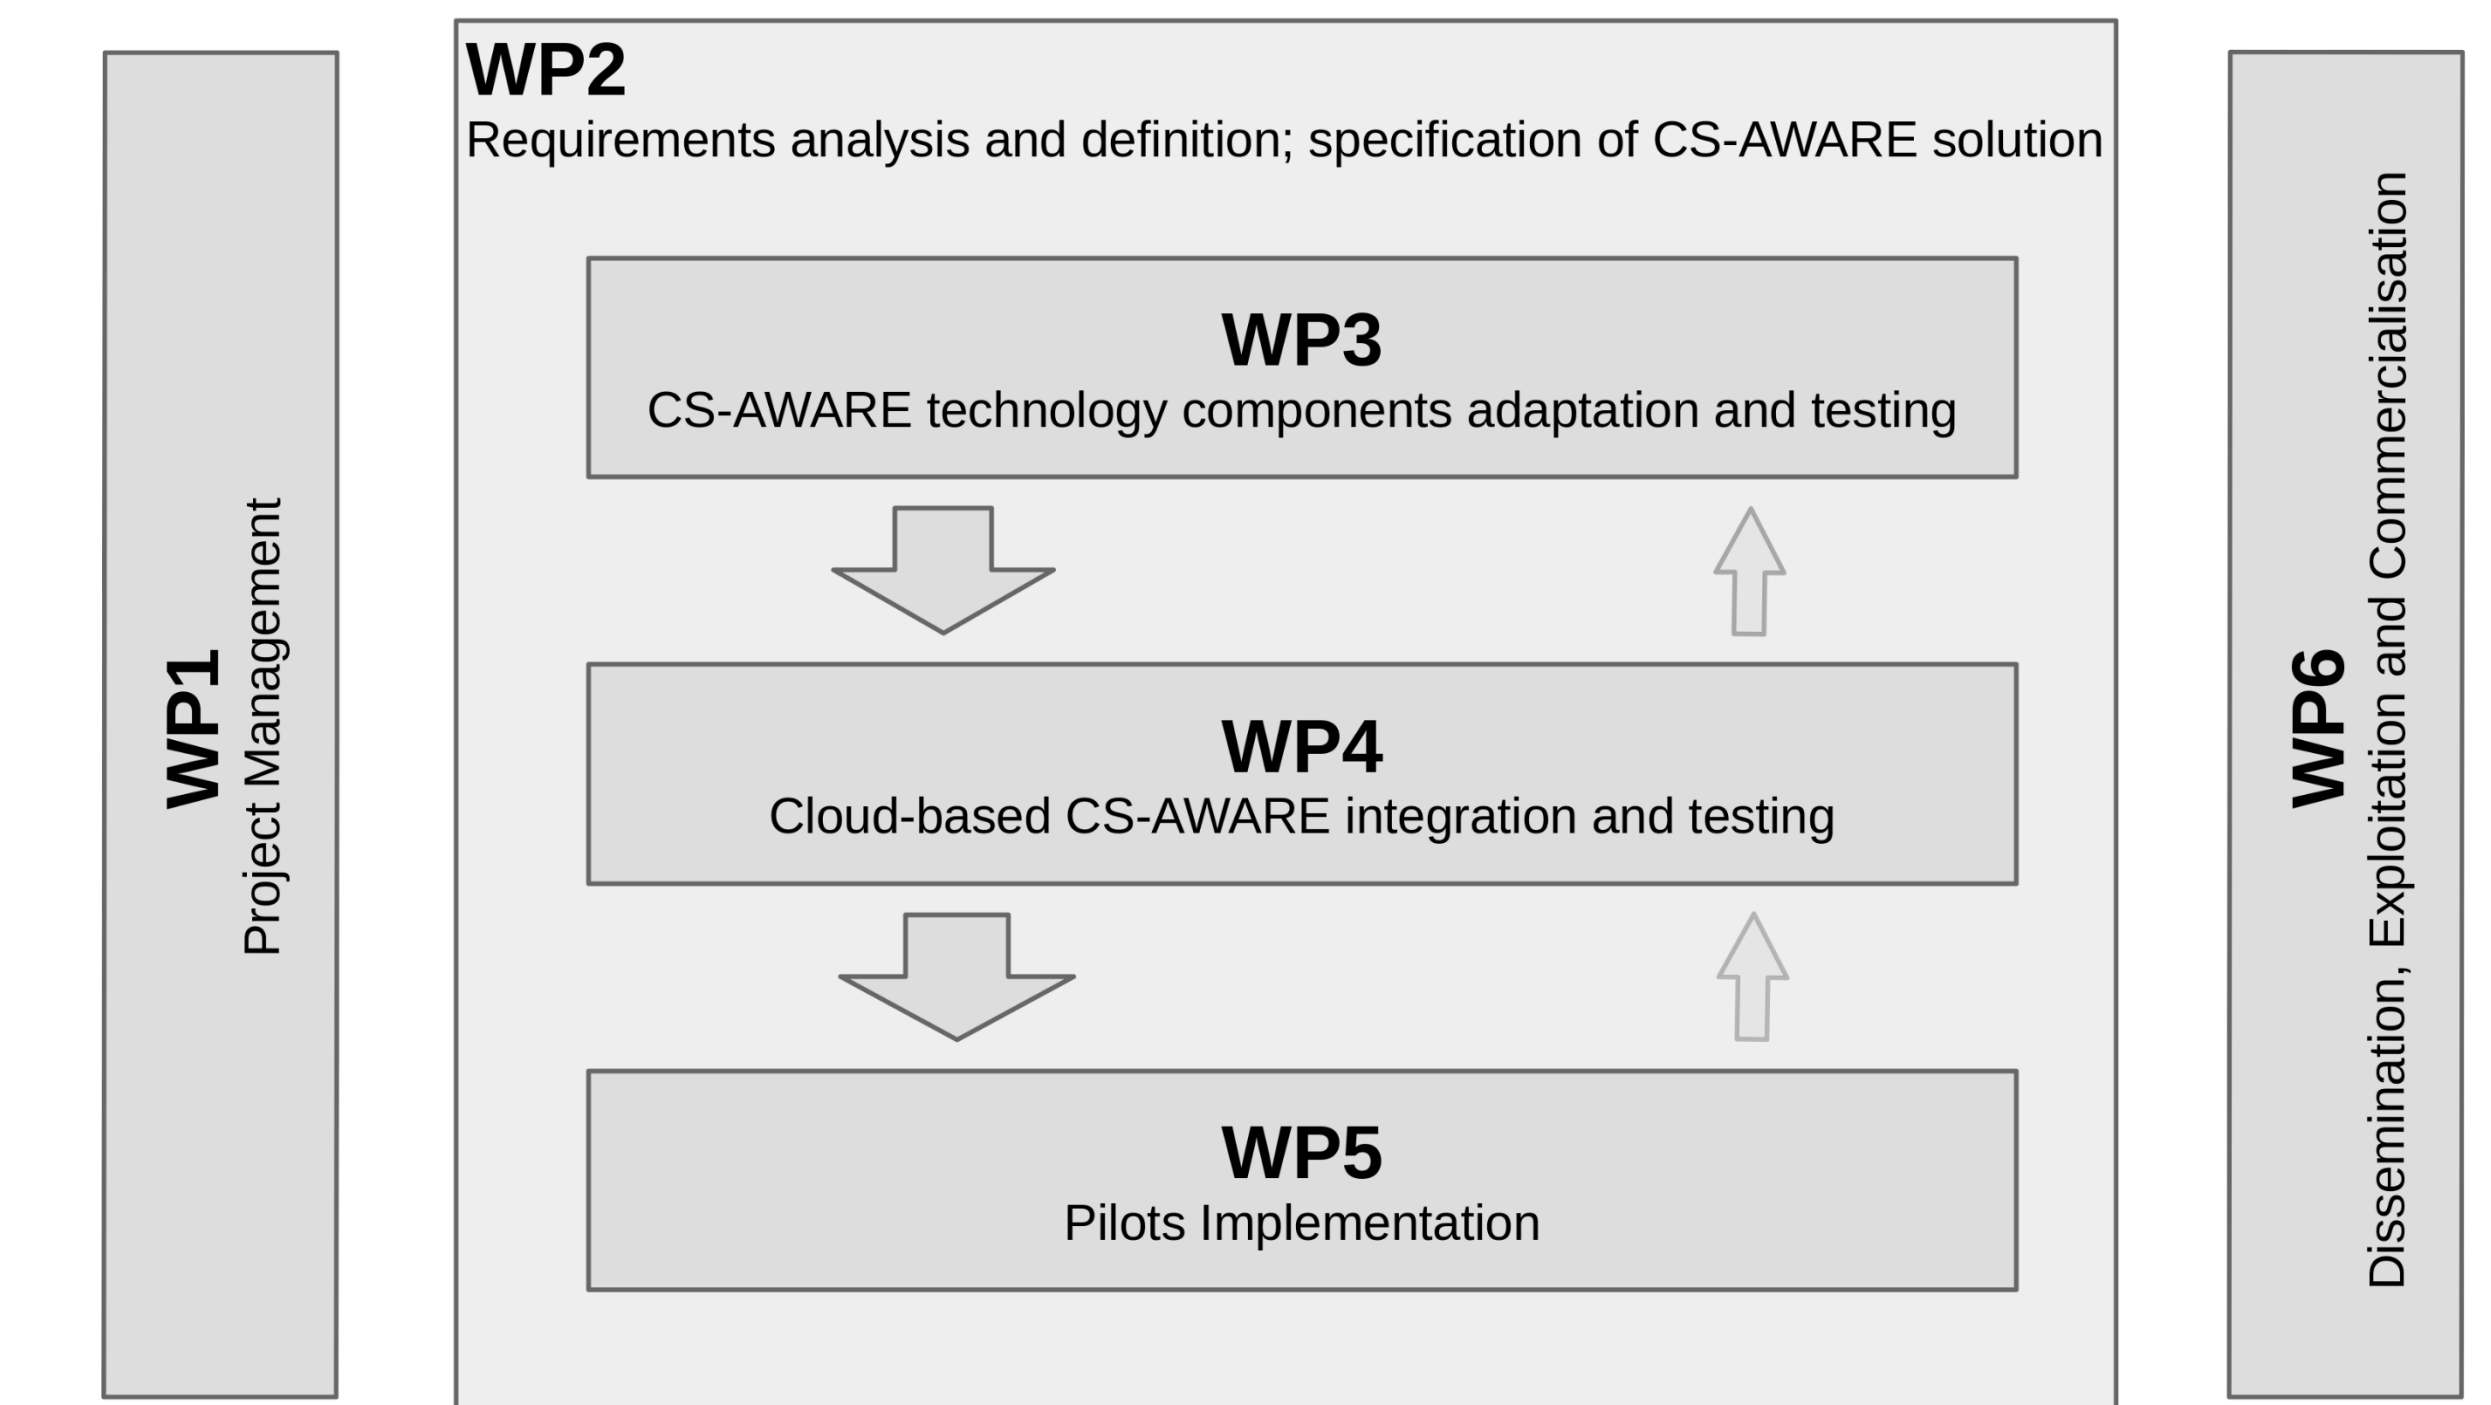 WP1
Project Management
WP2
Requirements analysis and definition; specification of CS-AWARE solution
WP3
CS-AWARE technology components adaptation and testing
WP4
Cloud-based CS-AWARE integration and testing
WP5
Pilots Implementation
WP6
Dissemination, Exploitation and Commercialisation